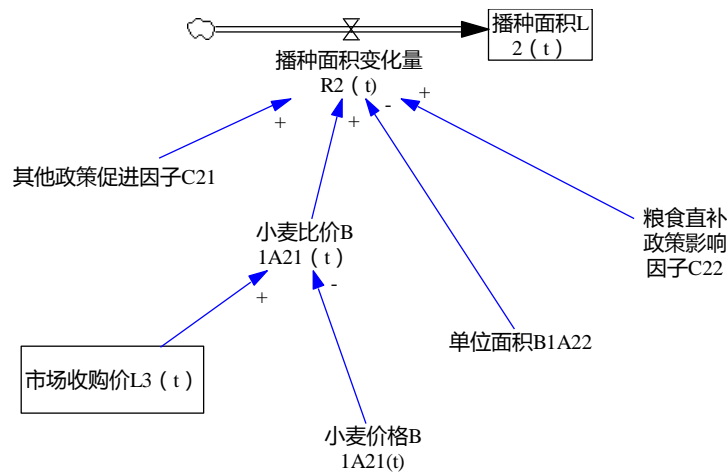 播种面积L
2（t）
播种面积变化量
R2（t)
+
+
-
+
其他政策促进因子C21
粮食直补
政策影响
因子C22
小麦比价B
1A21（t）
+
-
单位面积B1A22
市场收购价L3（t）
小麦价格B
1A21(t)